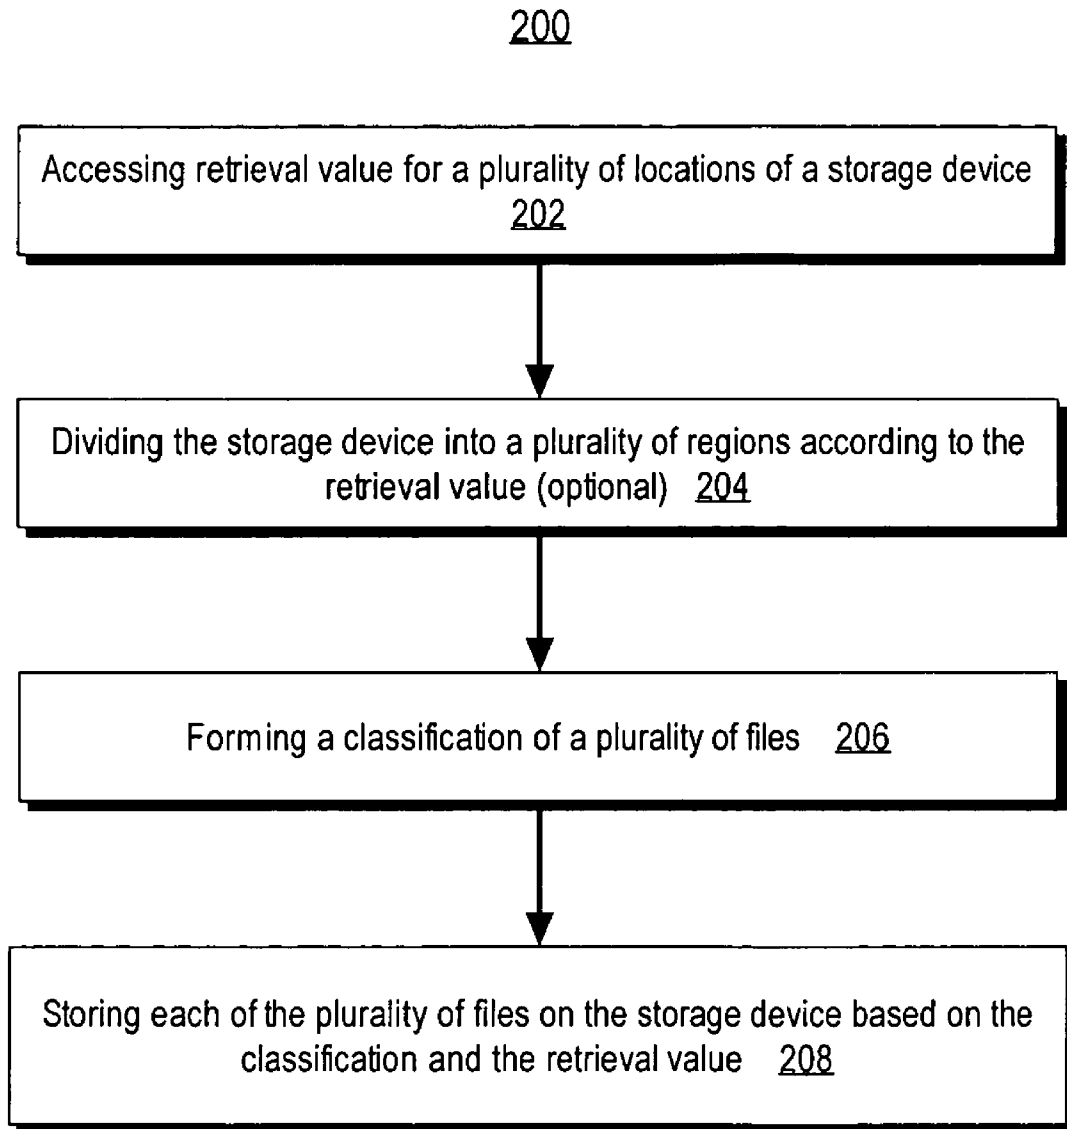 200
Accessing retrieval value for a plurality of locations of a storage device
202
Dividing the storage device into a plurality of regions according to the
retrieval value (optional) 204
Forming a classification of a plurality of files 206
Storing each of the plurality of files on the storage device based on the
classification and the retrieval value 208